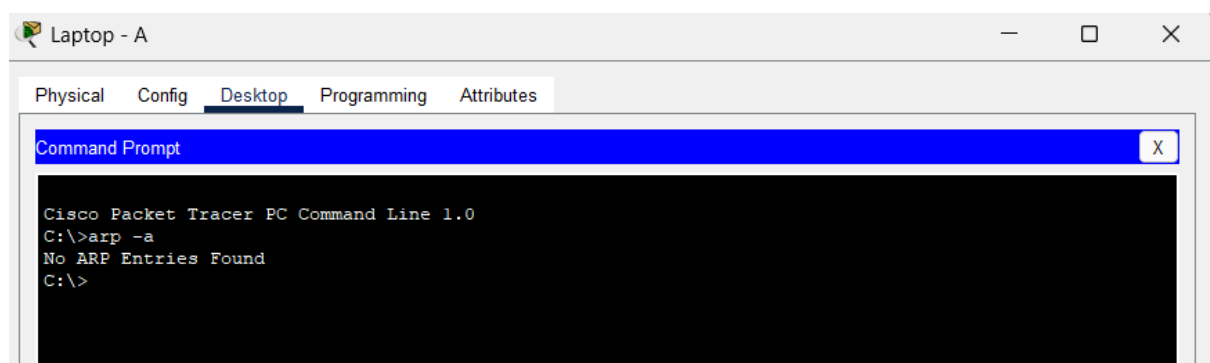 Laptop - A
Physical Config Desktop Programming Attributes
Command Prompt X
Cisco Packet Tracer PC Command Line 1.0
C:\>arp -a
No ARP Entries Found
C:\>